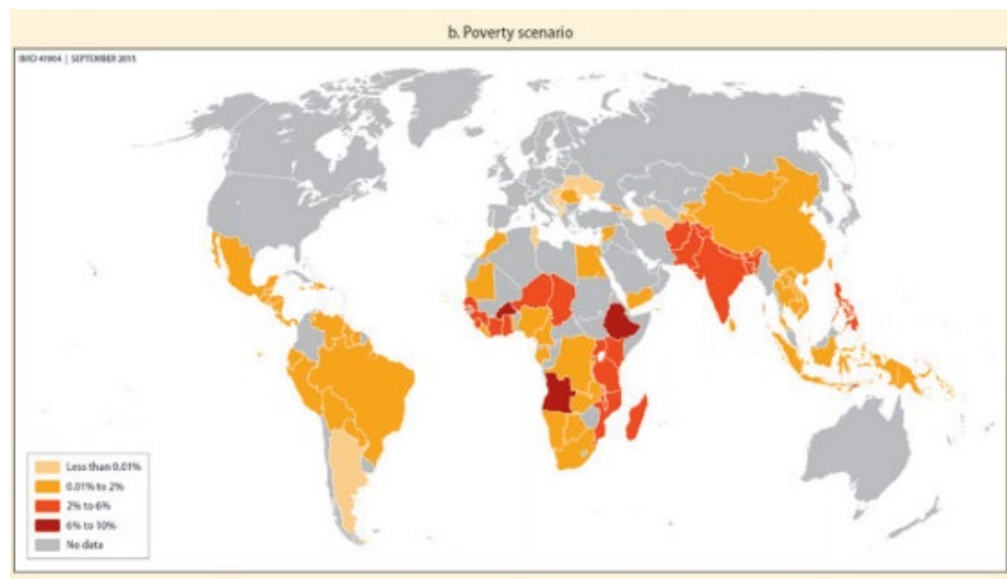 b. Poverty scenario
IBRD 41904 | SEPTEMBER 2015
Less than 0.01%
0.01% to 2%
2% to 6%
6% to 10%
No data